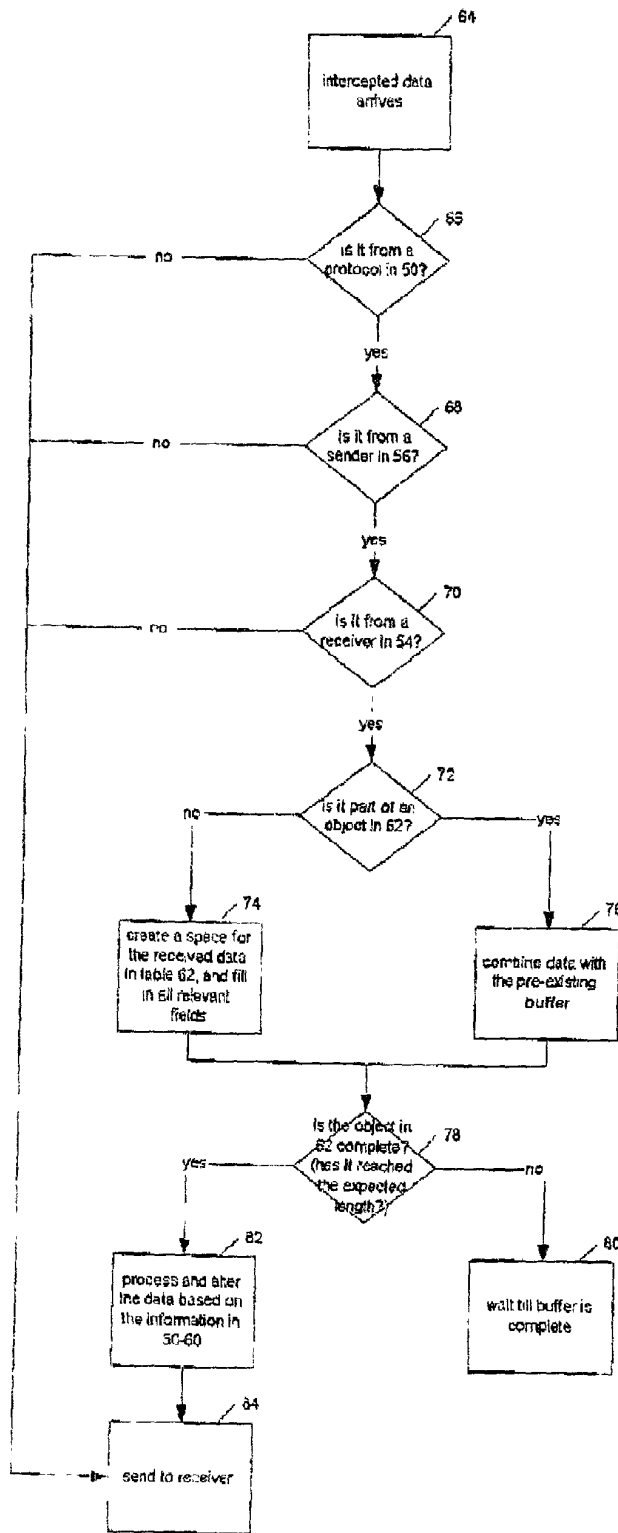 64
intercepted data
arrives
66
is it from a
protocol in 50?
no
yes
68
is it from a
sender in 56?
no
yes
70
is it from a
receiver in 54?
no
yes
72
is it part of an
object in 62?
no
yes
74
create a space for
the received data
in table 62, and fill
in all relevant
fields
76
combine data with
the pre-existing
buffer
78
is the object in
62 complete?
(has it reached
the expected
length?)
yes
no
82
process and alter
the data based on
the information in
50-60
80
wait till buffer is
complete
84
send to receiver